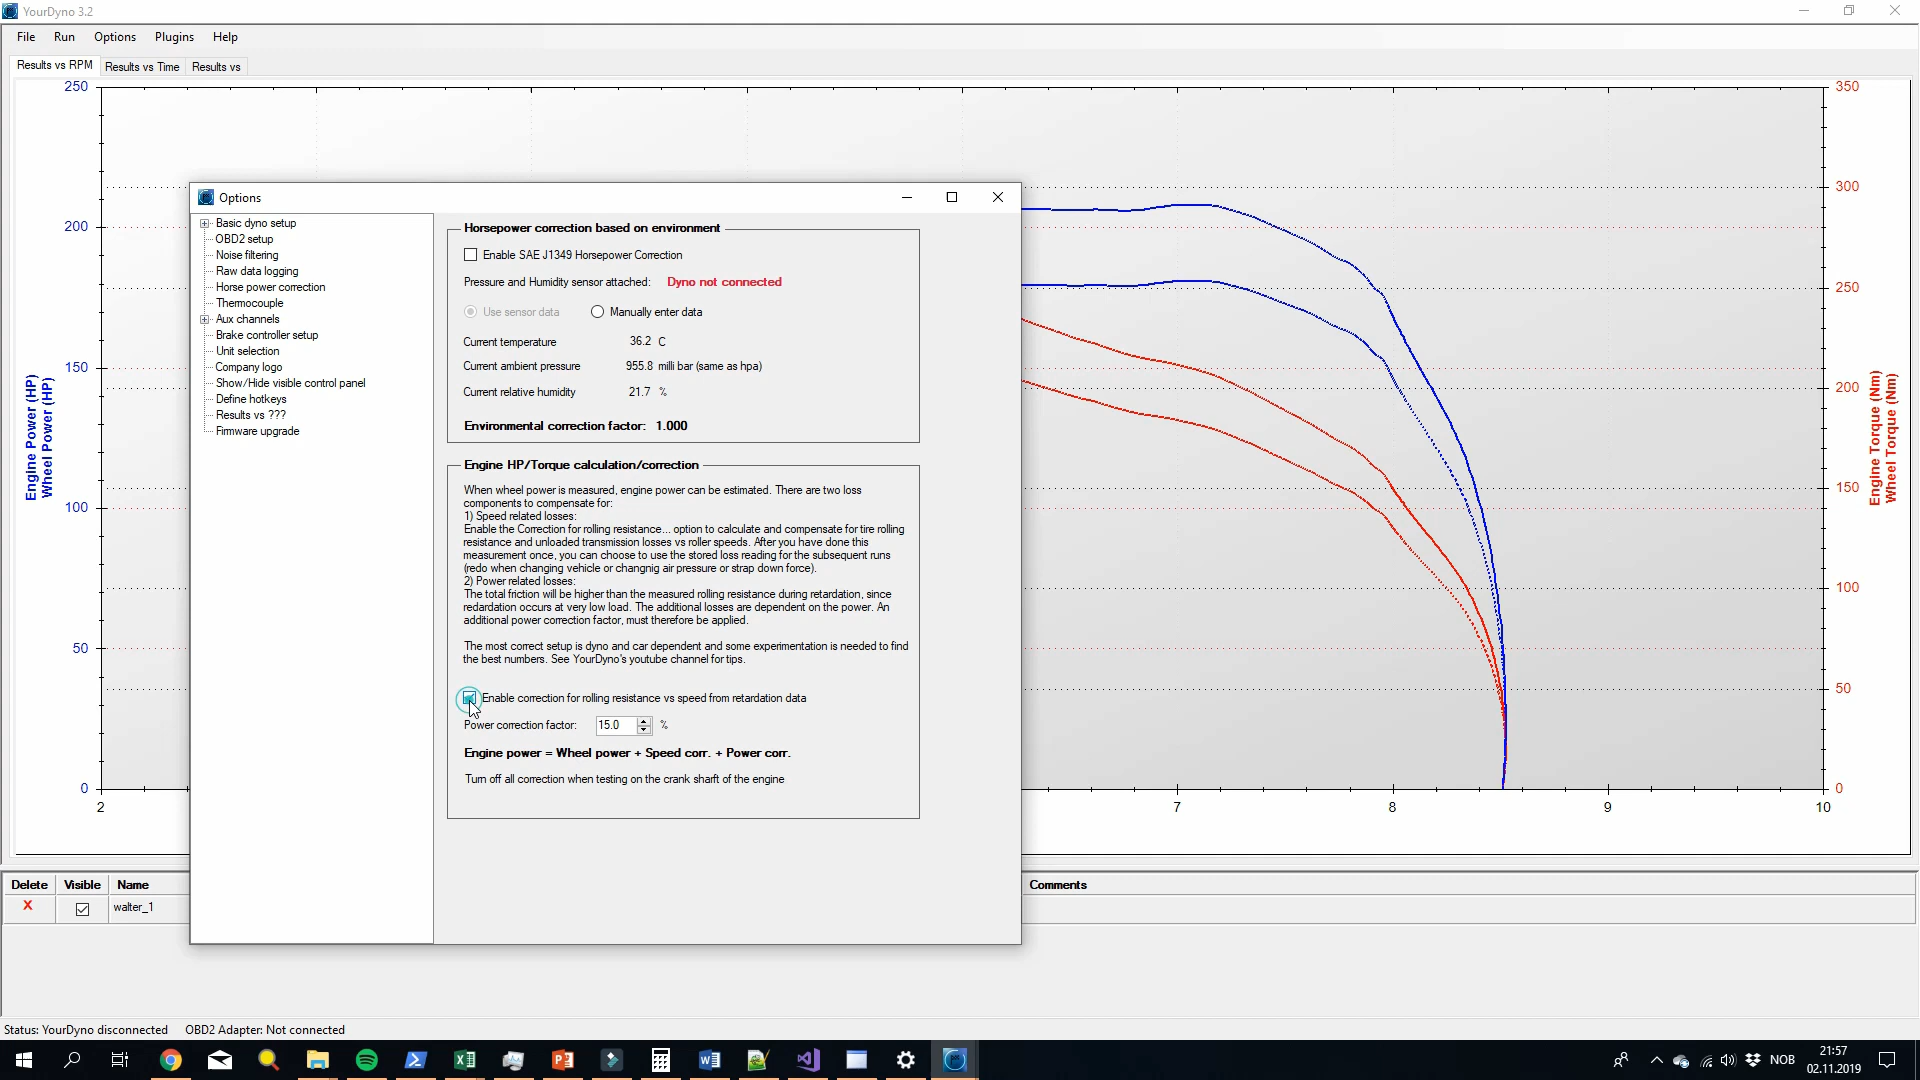 YourDyno 3.2
File Run Options Plugins Help
Results vs RPM Results vs Time Results vs
250
200
150
100
50
0
Engine Power (HP)
Wheel Power (HP)
2
Options
Basic dyno setup
OBD2 setup
Noise filtering
Raw data logging
Horse power correction
Thermocouple
Aux channels
Brake controller setup
Unit selection
Company logo
Show/Hide visible control panel
Define hotkeys
Results vs ???
Firmware upgrade
Horsepower correction based on environment
Enable SAE J1349 Horsepower Correction
Pressure and Humidity sensor attached: Dyno not connected
Use sensor data Manually enter data
Current temperature 36.2 C
Current ambient pressure 955.8 milli bar (same as hpa)
Current relative humidity 21.7 %
Environmental correction factor: 1.000
Engine HP/Torque calculation/correction
When wheel power is measured, engine power can be estimated. There are two loss
components to compensate for:
1) Speed related losses:
Enable the Correction for rolling resistance... option to calculate and compensate for tire rolling
resistance and unloaded transmission losses vs roller speeds. After you have done this
measurement once, you can choose to use the stored loss reading for the subsequent runs
(redo when changing vehicle or changnig air pressure or strap down force).
2) Power related losses:
The total friction will be higher than the measured rolling resistance during retardation, since
redardation occurs at very low load. The additional losses are dependent on the power. An
additional power correction factor, must therefore be applied.
The most correct setup is dyno and car dependent and some experimentation is needed to find
the best numbers. See YourDyno's youtube channel for tips.
Enable correction for rolling resistance vs speed from retardation data
Power correction factor: 15.0 %
Engine power = Wheel power + Speed corr. + Power corr.
Turn off all correction when testing on the crank sharft of the engine
7 8 9 10
350
300
250
200
150
100
50
0
Engine Torque (Nm)
Wheel Torque (Nm)
Delete Visible Name Comments
X walter_1
Status: YourDyno disconnected OBD2 Adapter: Not connected
NOB
21:57
02.11.2019